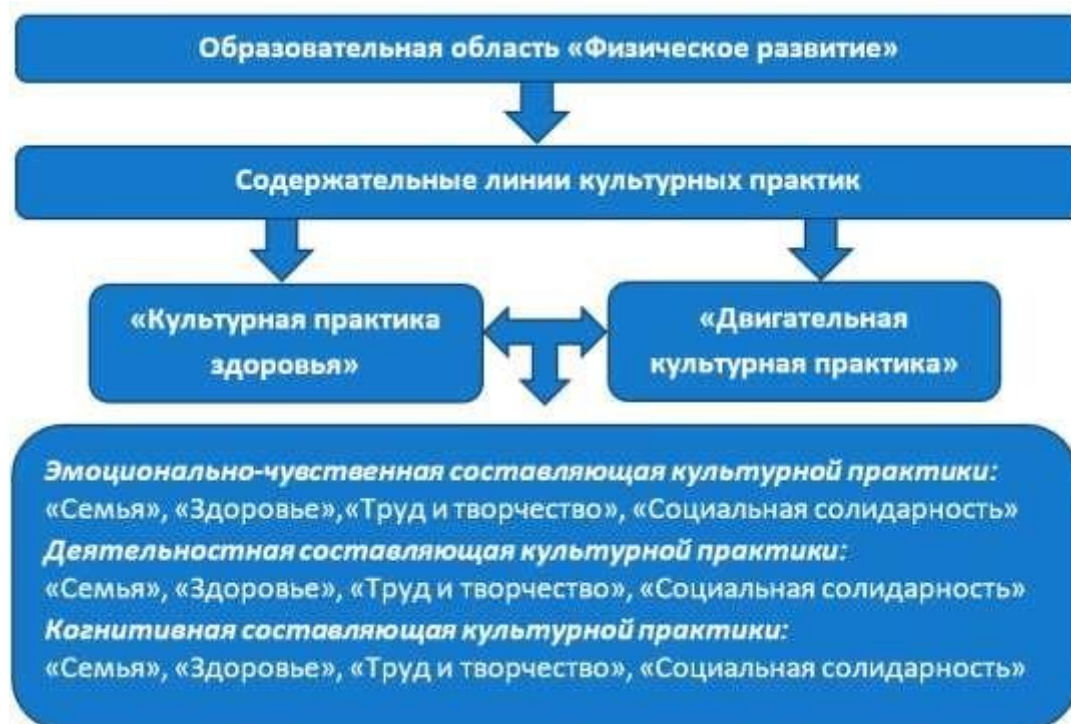 Образовательная область «Физическое развитие»
Содержательные линии культурных практик
«Культурная практика
здоровья»
«Двигательная
культурная практика»
Эмоционально-чувственная составляющая культурной практики:
«Семья», «Здоровье»,«Труд и творчество», «Социальная солидарность»
Деятельностная составляющая культурной практики:
«Семья», «Здоровье», «Труд и творчество», «Социальная солидарность»
Когнитивная составляющая культурной практики:
«Семья», «Здоровье», «Труд и творчество», «Социальная солидарность»